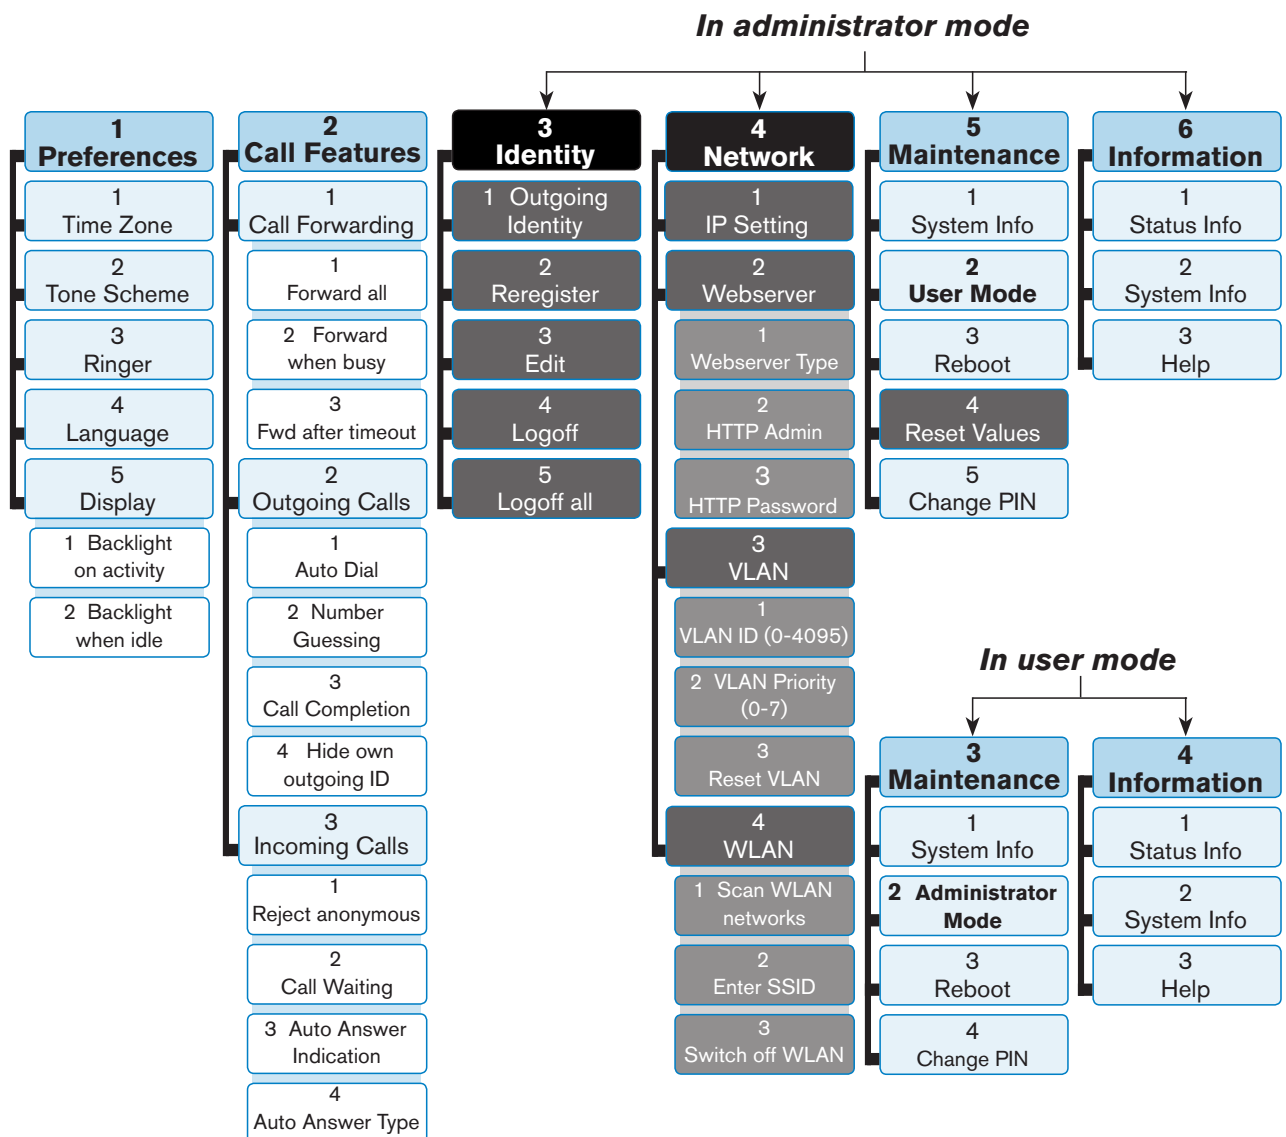 In administrator mode
1
Preferences
1
Time Zone
2
Tone Scheme
3
Ringer
4
Language
5
Display
1 Backlight
on activity
2 Backlight
when idle
2
Call Features
1
Call Forwarding
1
Forward all
2 Forward
when busy
3
Fwd after timeout
2
Outgoing Calls
1
Auto Dial
2 Number
Guessing
3
Call Completion
4 Hide own
outgoing ID
3
Incoming Calls
1
Reject anonymous
2
Call Waiting
3 Auto Answer
Indication
4
Auto Answer Type
3
Identity
1 Outgoing
Identity
2
Reregister
3
Edit
4
Logoff
5
Logoff all
4
Network
1
IP Setting
2
Webserver
1
Webserver Type
2
HTTP Admin
3
HTTP Password
3
VLAN
1
VLAN ID (0-4095)
2 VLAN Priority
(0-7)
3
Reset VLAN
4
WLAN
1 Scan WLAN
networks
2
Enter SSID
3
Switch off WLAN
5
Maintenance
1
System Info
2
User Mode
3
Reboot
4
Reset Values
5
Change PIN
6
Information
1
Status Info
2
System Info
3
Help
In user mode
3
Maintenance
1
System Info
2 Administrator
Mode
3
Reboot
4
Change PIN
4
Information
1
Status Info
2
System Info
3
Help